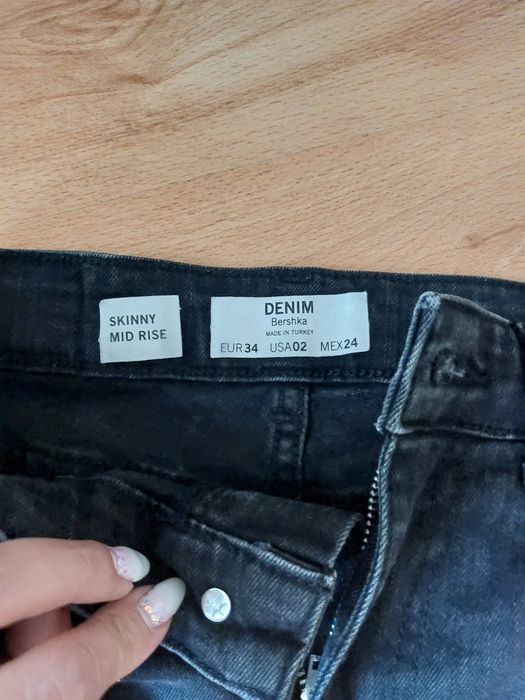 SKINNY
MID RISE
DENIM
Bershka
MADE IN TURKEY
EUR34 USA02 MEX24